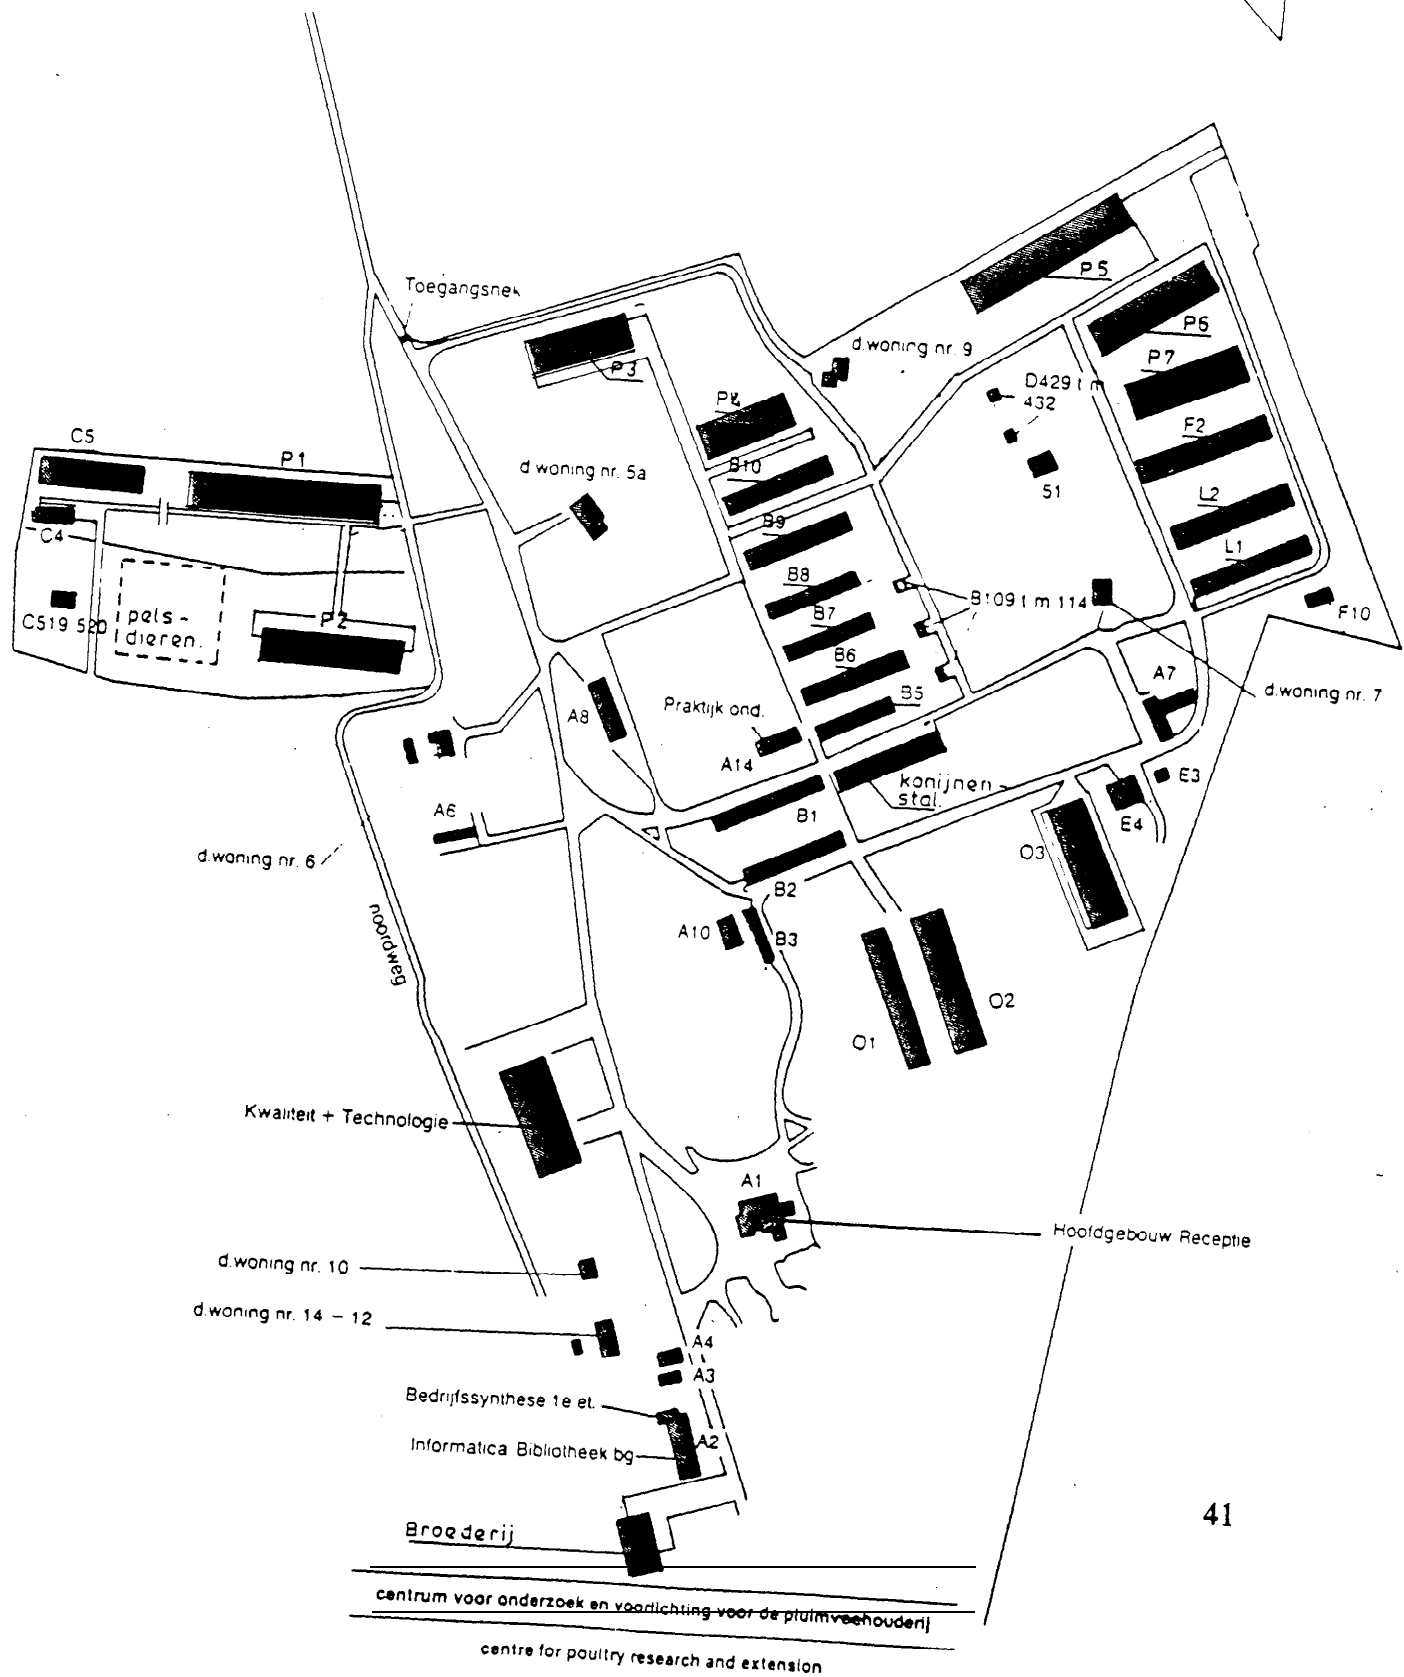 Toegangshek
P5
P6
P7
P3
d.woning nr. 9
D429 t m
432
P4
F2
C5
P1
d woning nr. 5a
B10
51
L2
B9
C4
L1
B8
B109 t m 114
F10
C519 520
pels-
dieren.
P2
B7
B6
A7
d.woning nr. 7
B5
Praktijk ond.
A8
A14
konijnen
stal.
E3
A6
B1
E4
d.woning nr. 6
O3
B2
noordweg
A10
B3
O2
O1
Kwaliteit + Technologie
A1
Hoofdgebouw Receptie
d.woning nr. 10
d.woning nr. 14 - 12
A4
A3
Bedrijfssynthese 1e et.
A2
Informatica Bibliotheek bg
41
Broederij
centrum voor onderzoek en voorlichting voor de pluimveehouderij
centre for poultry research and extension